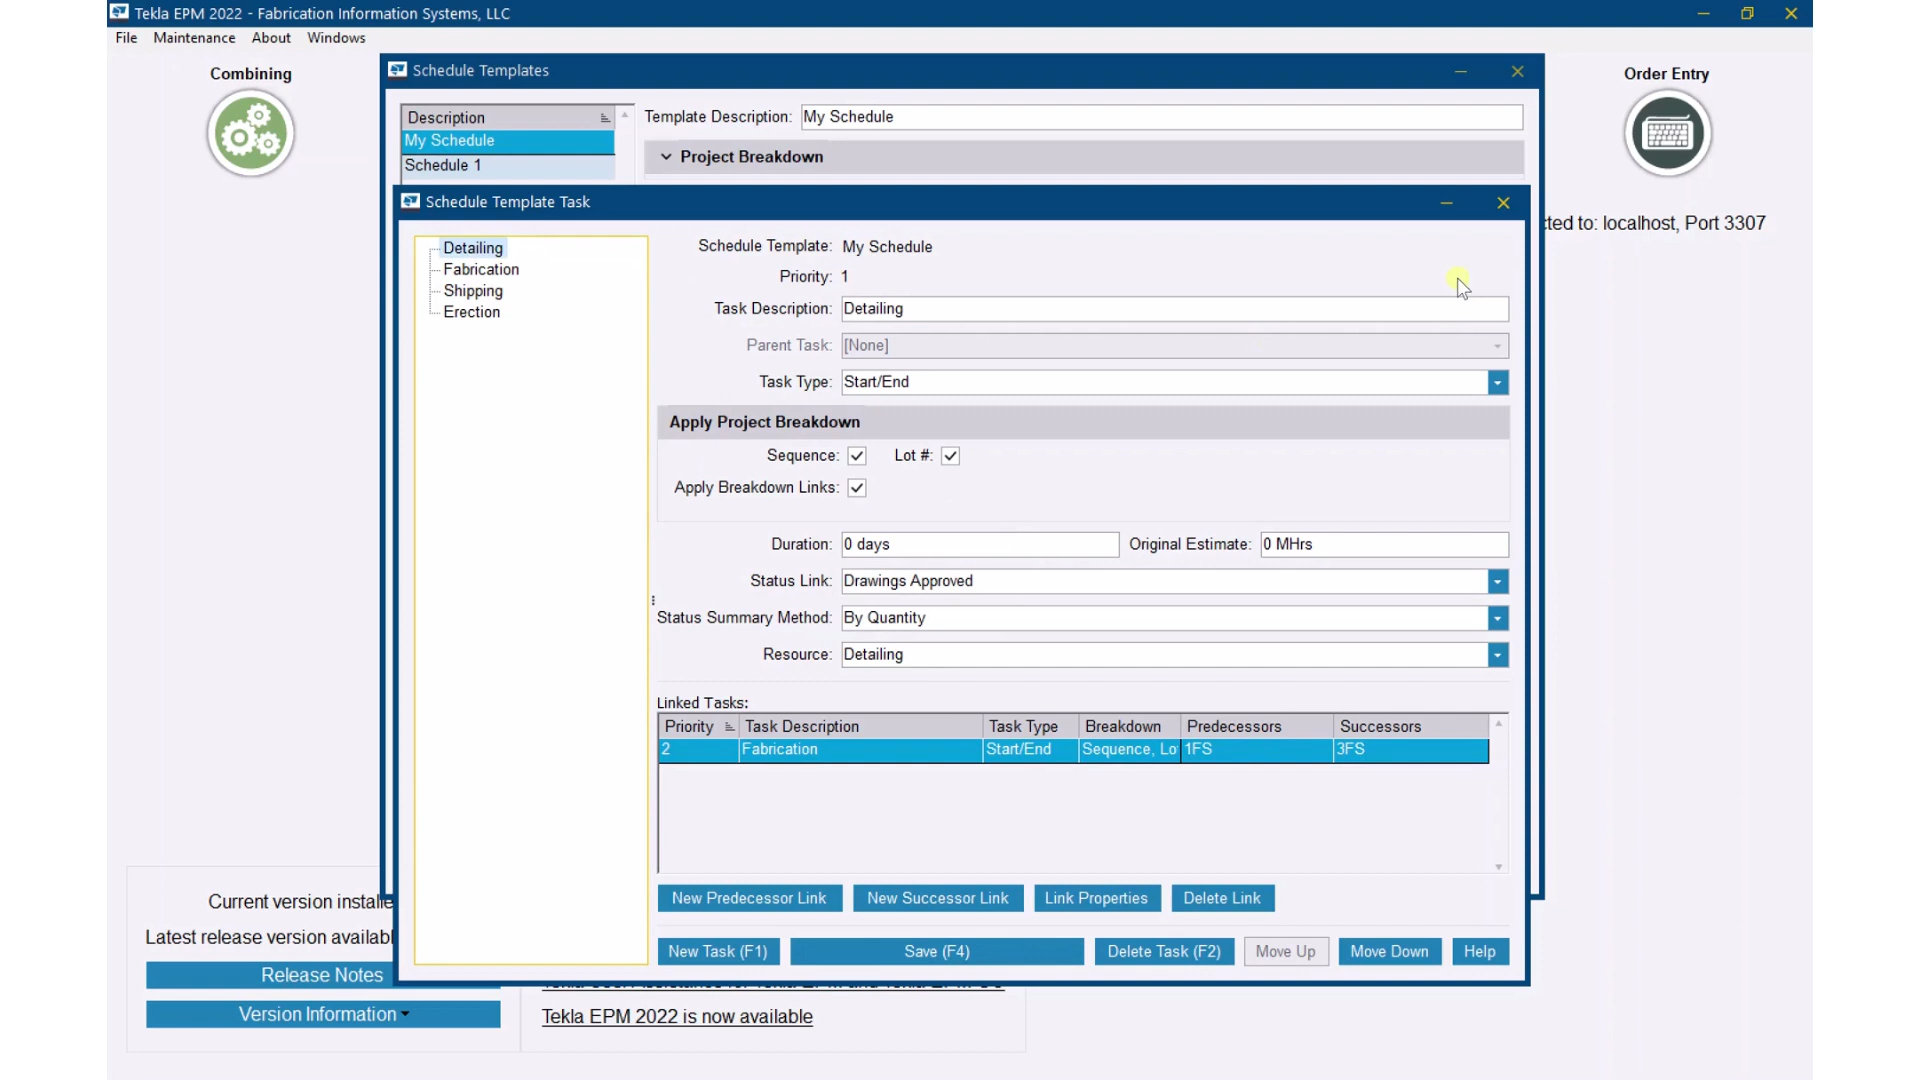 Tekla EPM 2022 - Fabrication Information Systems, LLC
File Maintenance About Windows
Combining
Order Entry
Schedule Templates
Description
My Schedule
Schedule 1
Template Description: My Schedule
Project Breakdown
to: localhost, Port 3307
Schedule Template Task
Detailing
Fabrication
Shipping
Erection
Schedule Template: My Schedule
Priority: 1
Task Description: Detailing
Parent Task: [None]
Task Type: Start/End
Apply Project Breakdown
Sequence: Lot #:
Apply Breakdown Links:
Duration: 0 days Original Estimate: 0 MHrs
Status Link: Drawings Approved
Status Summary Method: By Quantity
Resource: Detailing
Linked Tasks:
Priority Task Description Task Type Breakdown Predecessors Successors
2 Fabrication Start/End Sequence, Lo 1FS 3FS
New Predecessor Link New Successor Link Link Properties Delete Link
New Task (F1) Save (F4) Delete Task (F2) Move Up Move Down Help
Current version installe
Latest release version availabl
Release Notes
Version Information
Tekla EPM 2022 is now available